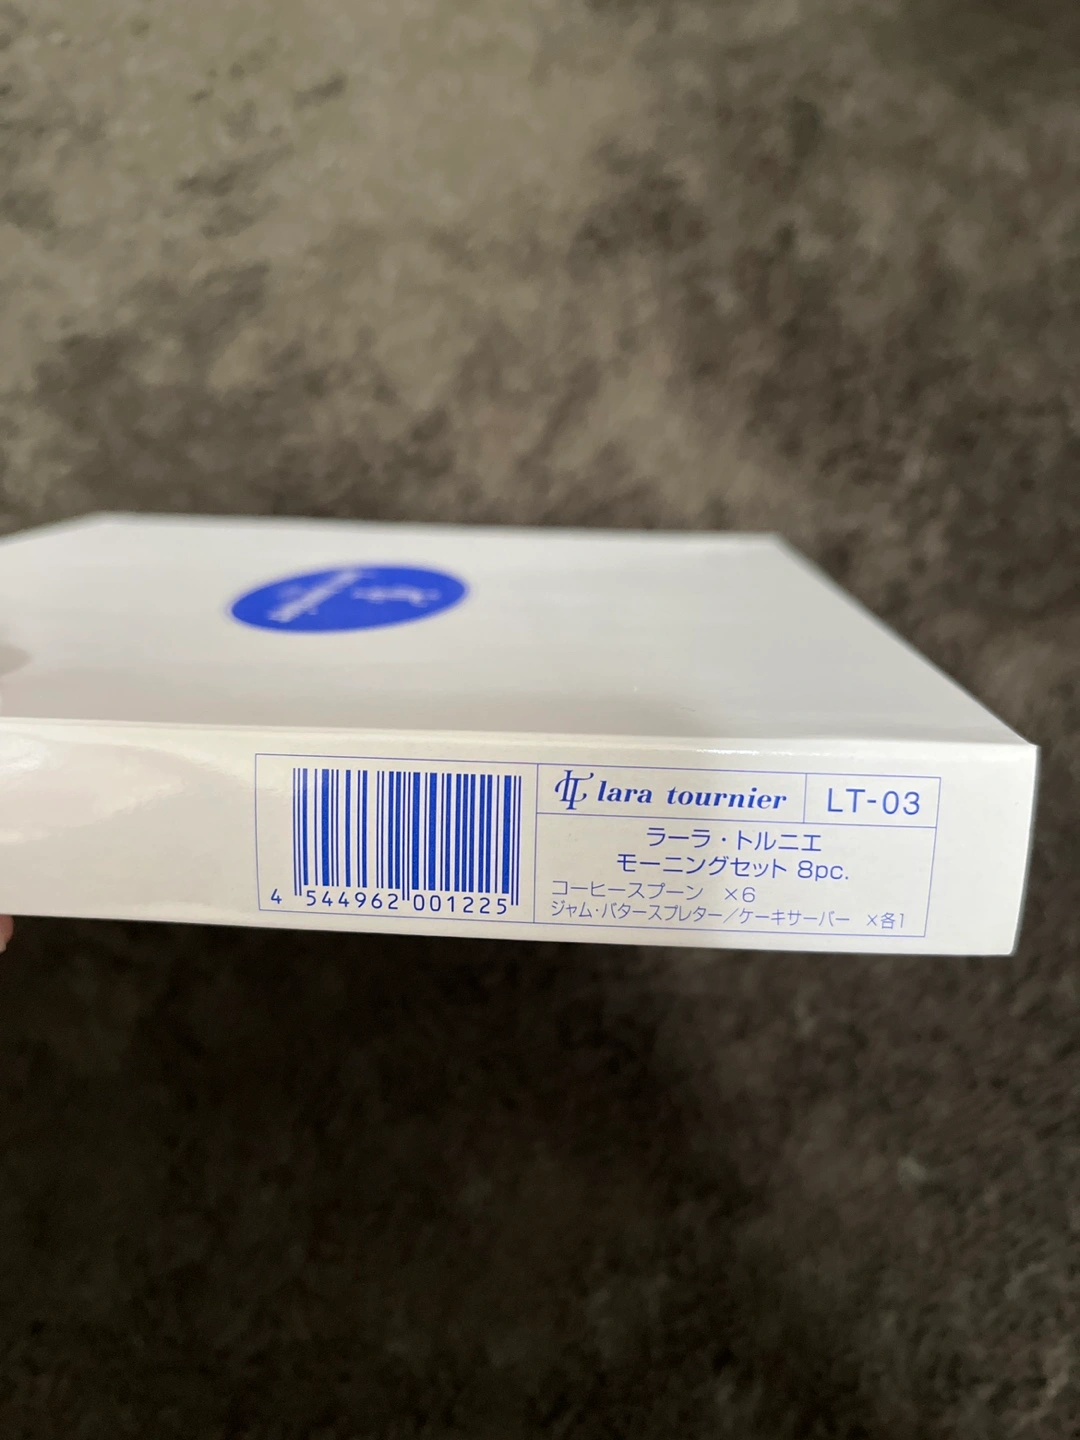 lara tournier
LT-03
ラーラ・トルニエ
モーニングセット 8pc.
コーヒースプーン ×6
ジャム・バタースプレター/ケーキサーバー ×各1
4 544962 001225